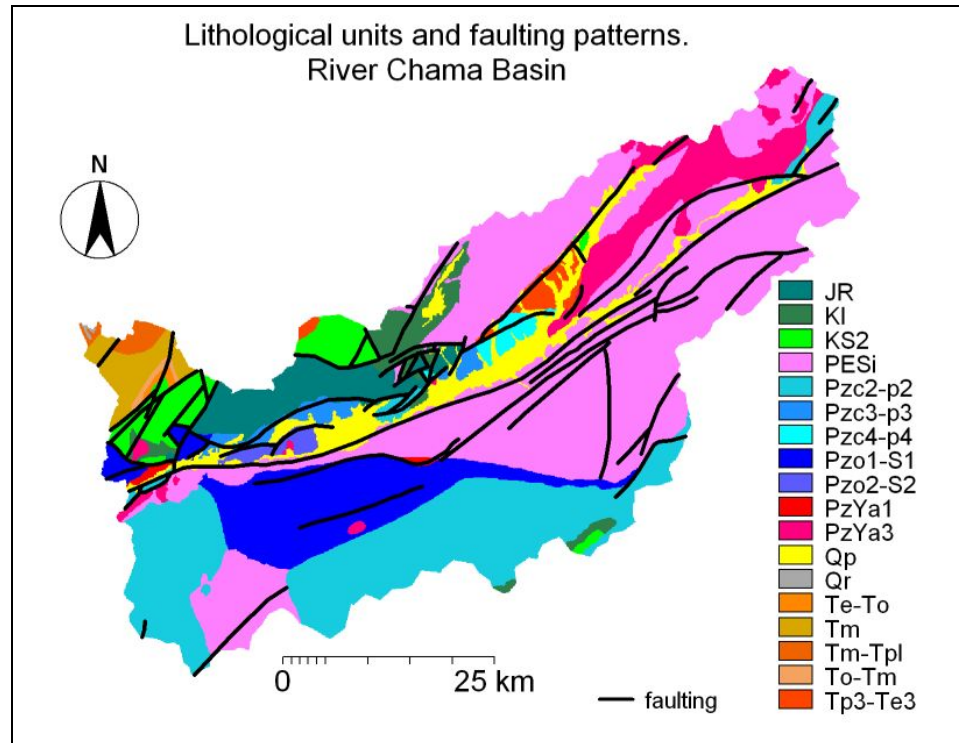 Lithological units and faulting patterns.
River Chama Basin
N
JR
KI
KS2
PESi
Pzc2-p2
Pzc3-p3
Pzc4-p4
Pzo1-S1
Pzo2-S2
PzYa1
PzYa3
Qp
Qr
Te-To
Tm
Tm-Tpl
To-Tm
Tp3-Te3
0 25 km
faulting